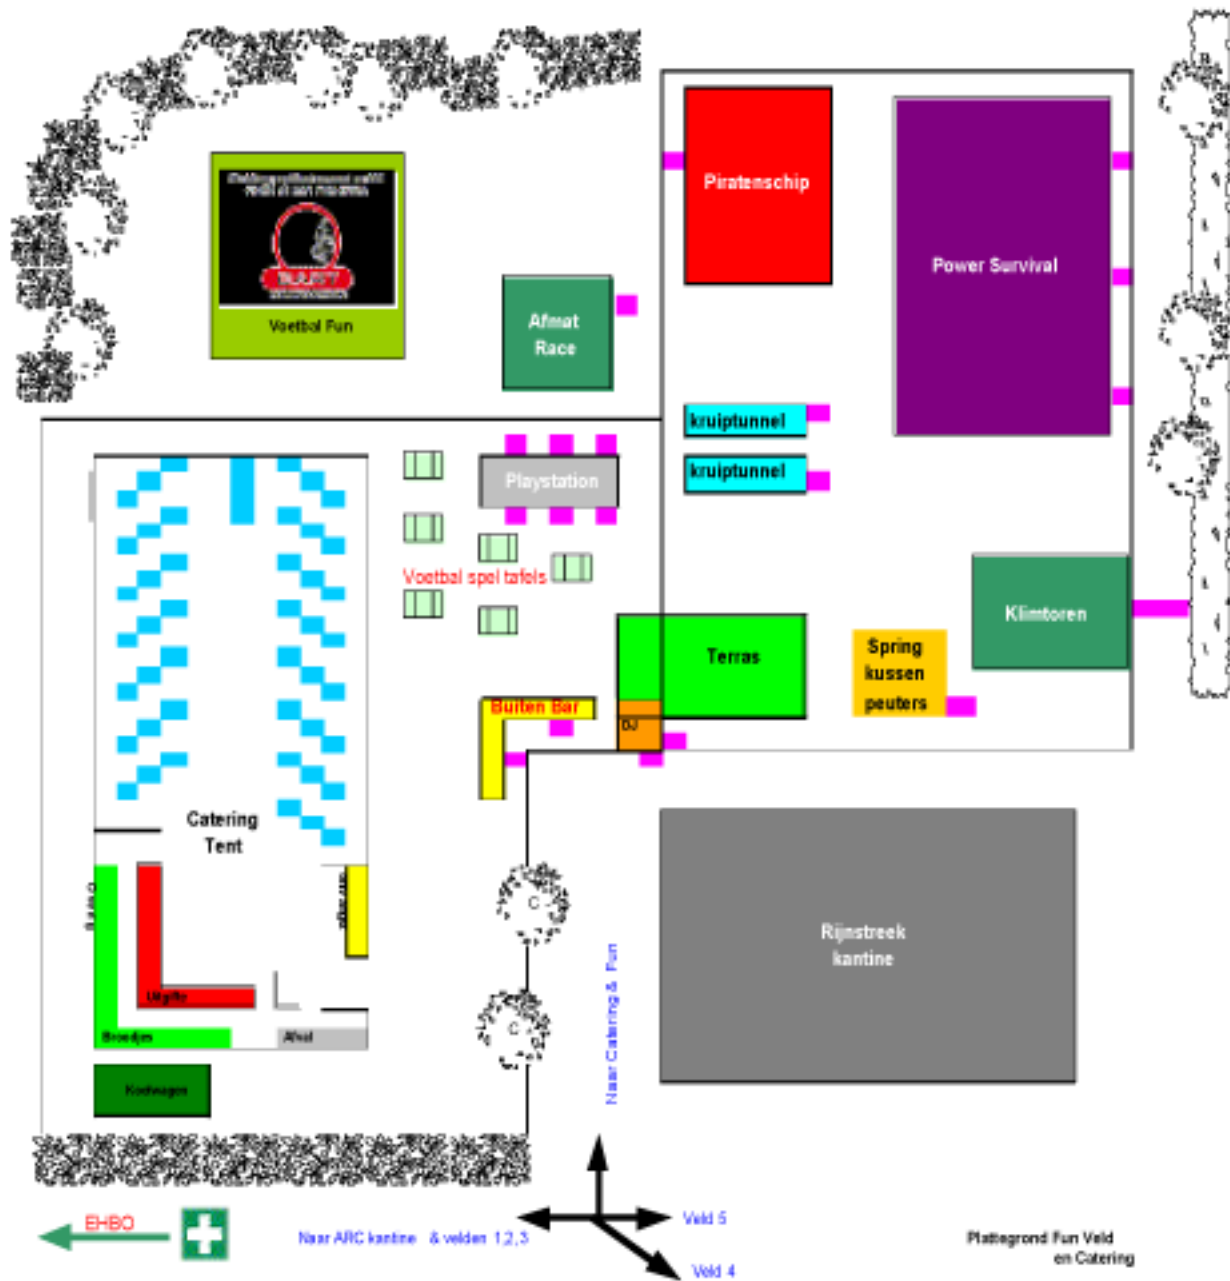 Piratenschip
Power Survival
Voetbal Fun
Afmat
Race
kruiptunnel
kruiptunnel
Playstation
Voetbal spel tafels
Klimtoren
Terras
Spring
kussen
peuters
Buiten Bar
DJ
Catering
Tent
Uitgifte
Broodjes
Afval
Koelwagen
Rijnstreek
kantine
C
C
Naar Catering & Fun
EHBO
Naar ARC kantine & velden 1,2,3
Veld 5
Veld 4
Plattegrond Fun Veld
en Catering